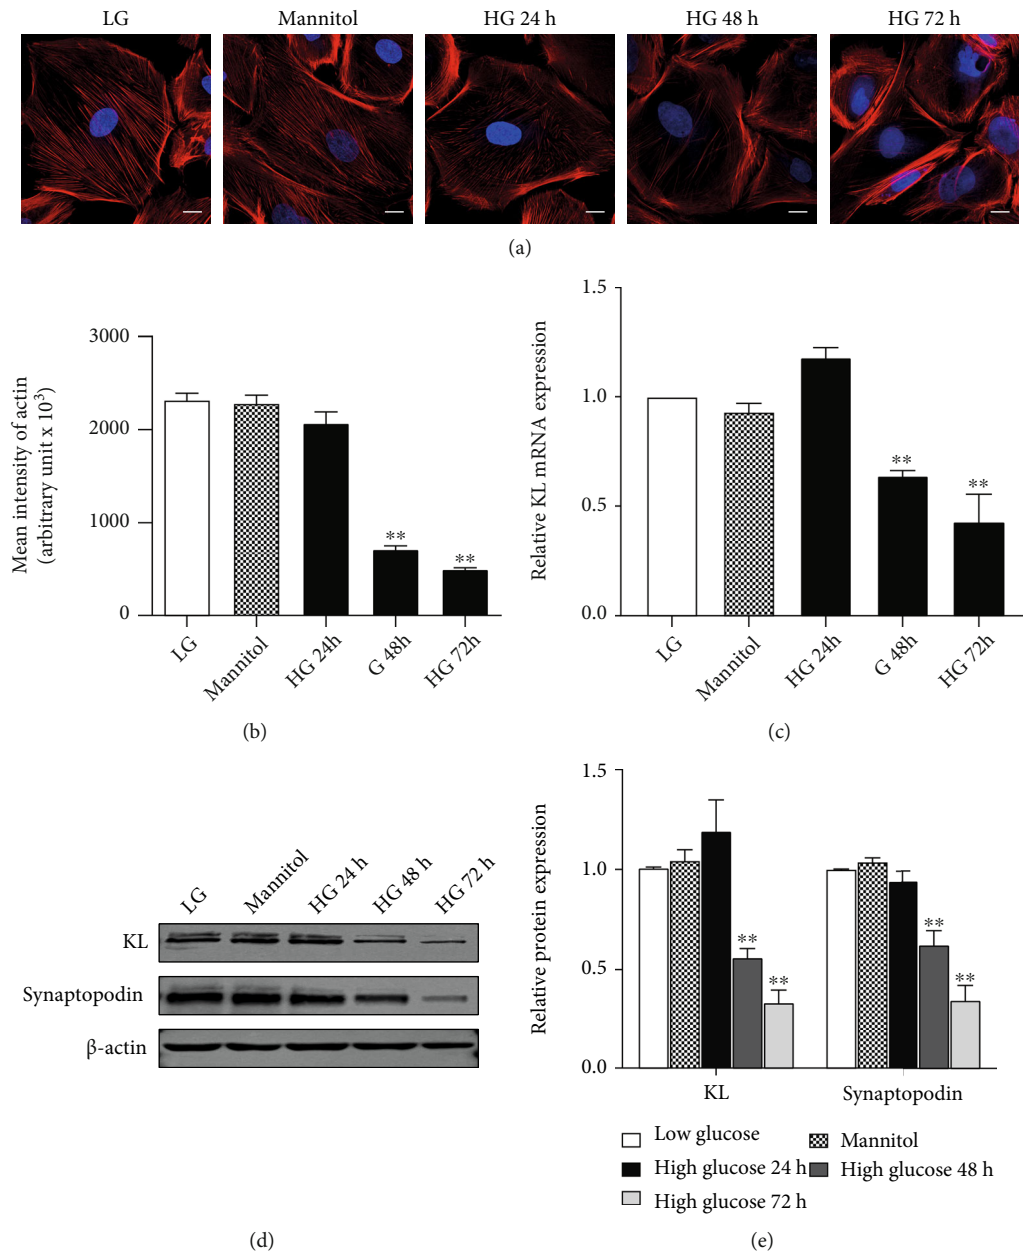 LG Mannitol HG 24 h HG 48 h HG 72 h
(a)
Mean intensity of actin
(arbitrary unit x 10³)
3000
2000
1000
0
**
**
LG Mannitol HG 24h G 48h HG 72h
(b)
Relative KL mRNA expression
1.5
1.0
0.5
0.0
**
**
LG Mannitol HG 24h G 48h HG 72h
(c)
LG Mannitol HG 24 h HG 48 h HG 72 h
KL
Synaptopodin
β-actin
(d)
Relative protein expression
1.5
1.0
0.5
0.0
**
**
**
**
KL Synaptopodin
Low glucose Mannitol
High glucose 24 h High glucose 48 h
High glucose 72 h
(e)